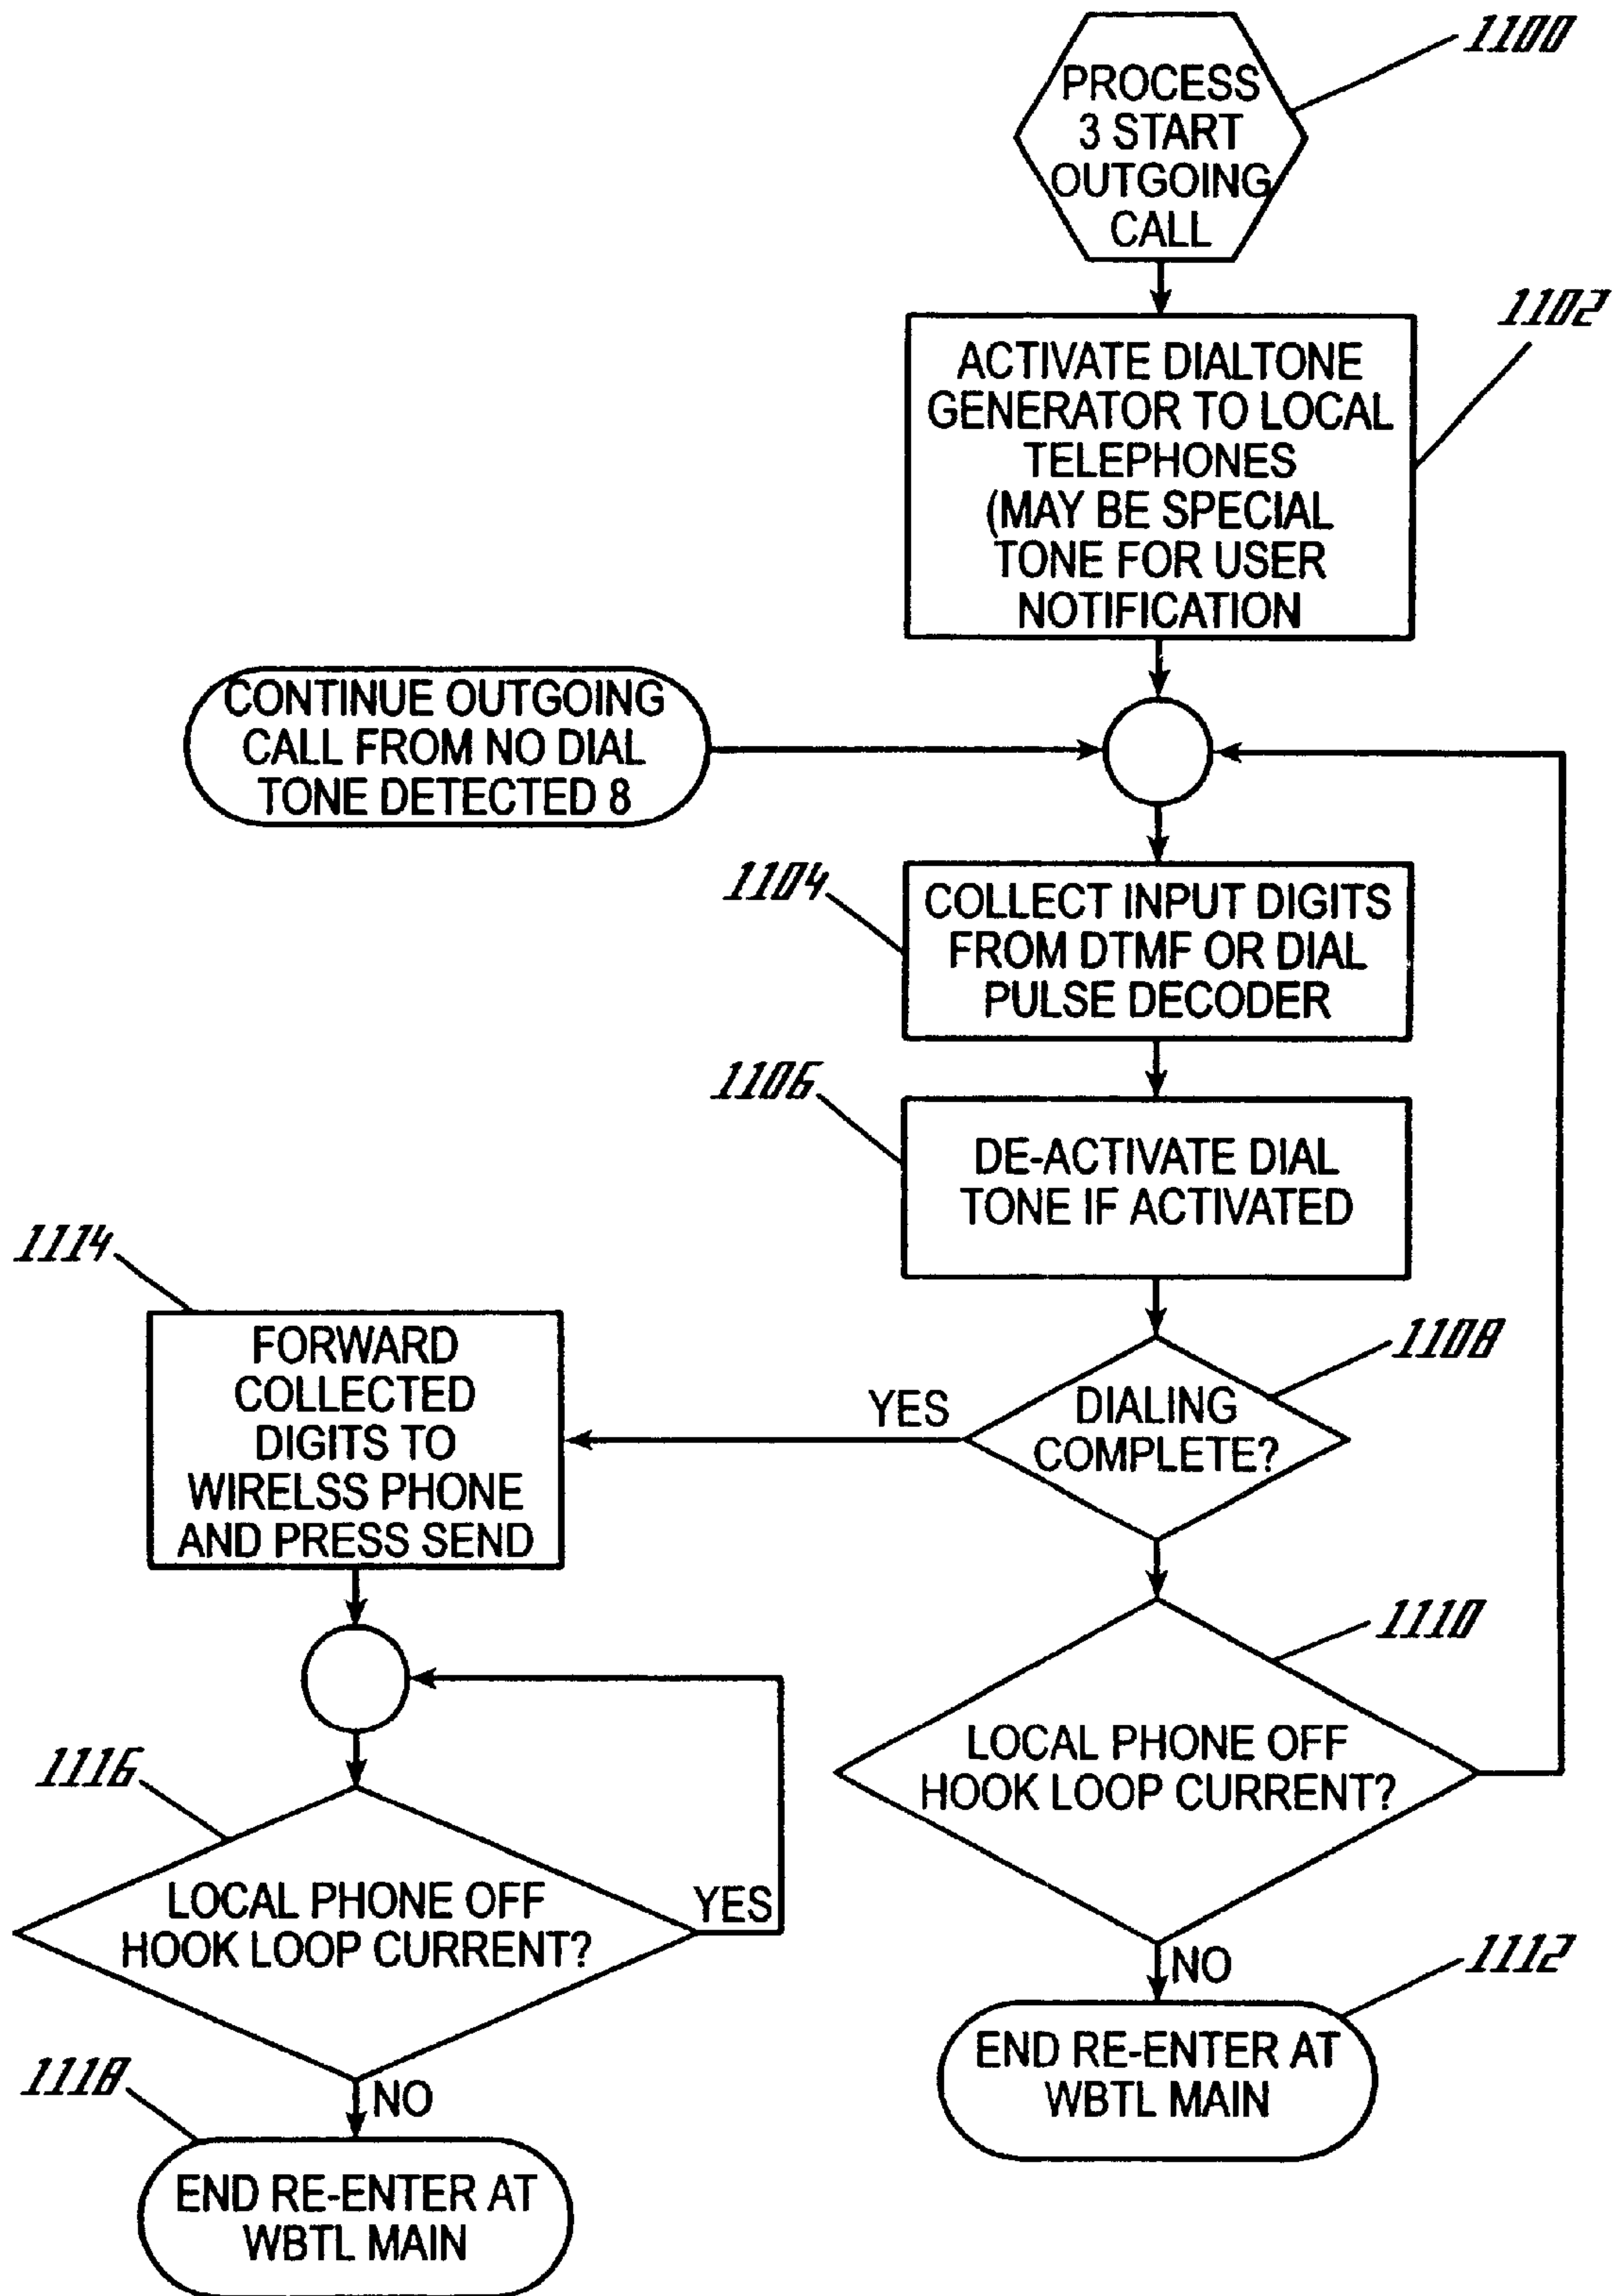 1100
PROCESS
3 START
OUTGOING
CALL
1102
ACTIVATE DIALTONE
GENERATOR TO LOCAL
TELEPHONES
(MAY BE SPECIAL
TONE FOR USER
NOTIFICATION
CONTINUE OUTGOING
CALL FROM NO DIAL
TONE DETECTED 8
1104
COLLECT INPUT DIGITS
FROM DTMF OR DIAL
PULSE DECODER
1106
DE-ACTIVATE DIAL
TONE IF ACTIVATED
1108
DIALING
COMPLETE?
YES
1114
FORWARD
COLLECTED
DIGITS TO
WIRELSS PHONE
AND PRESS SEND
1110
LOCAL PHONE OFF
HOOK LOOP CURRENT?
NO
1112
END RE-ENTER AT
WBTL MAIN
1116
LOCAL PHONE OFF
HOOK LOOP CURRENT?
YES
NO
1118
END RE-ENTER AT
WBTL MAIN